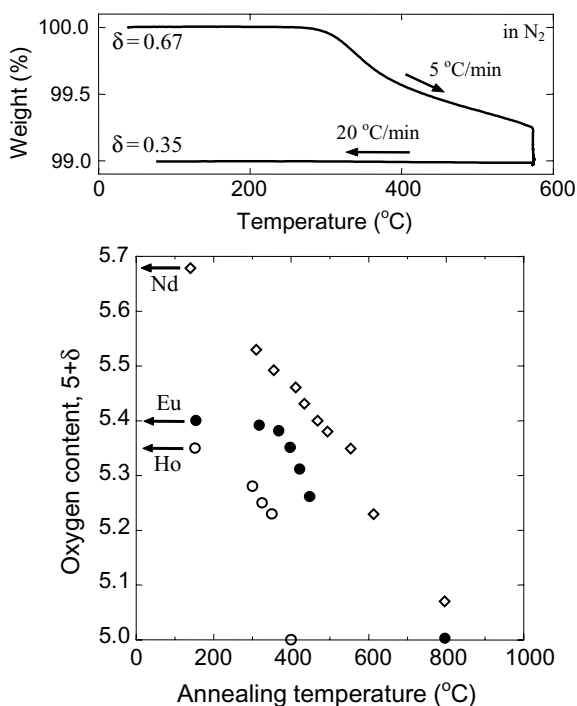 100.0
99.5
99.0
Weight (%)
δ = 0.67
in N₂
5 °C/min
δ = 0.35
20 °C/min
0 200 400 600
Temperature (°C)
5.7
5.6
5.5
5.4
5.3
5.2
5.1
5.0
Oxygen content, 5+δ
Nd
Eu
Ho
0 200 400 600 800 1000
Annealing temperature (°C)